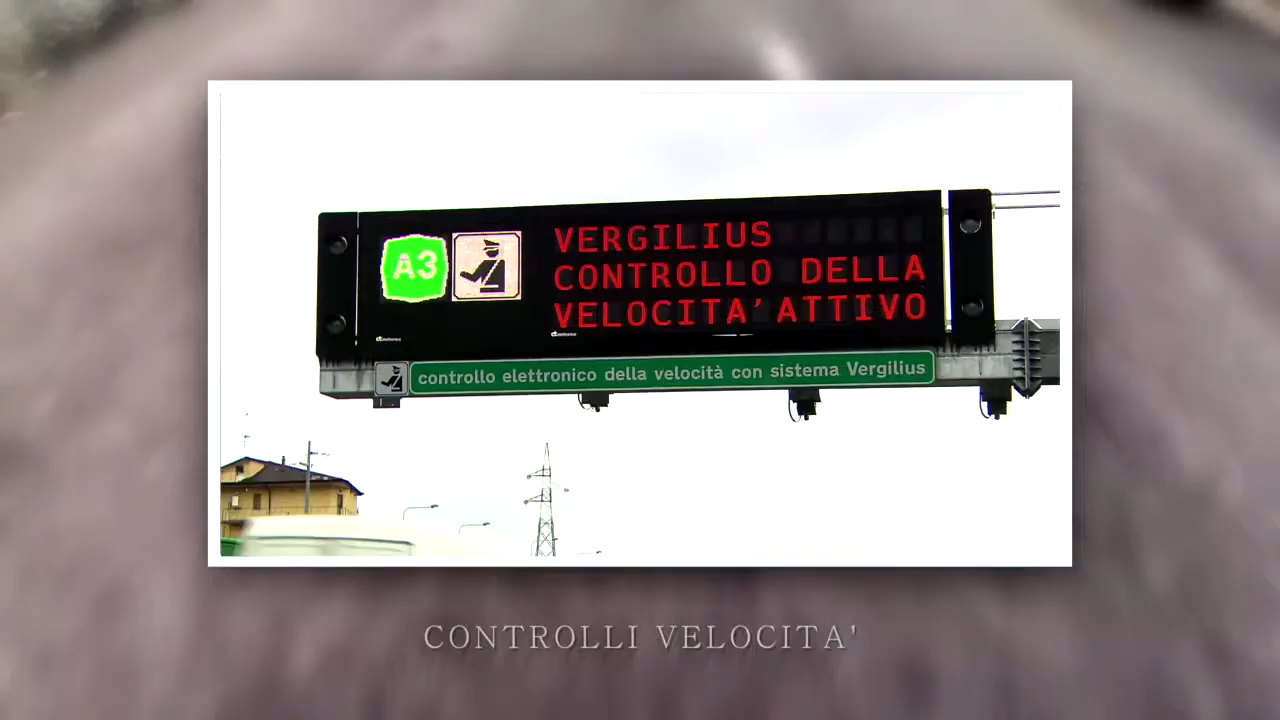 A3
VERGILIUS
CONTROLLO DELLA
VELOCITA' ATTIVO
controllo elettronico della velocità con sistema Vergilius
CONTROLLI VELOCITA'